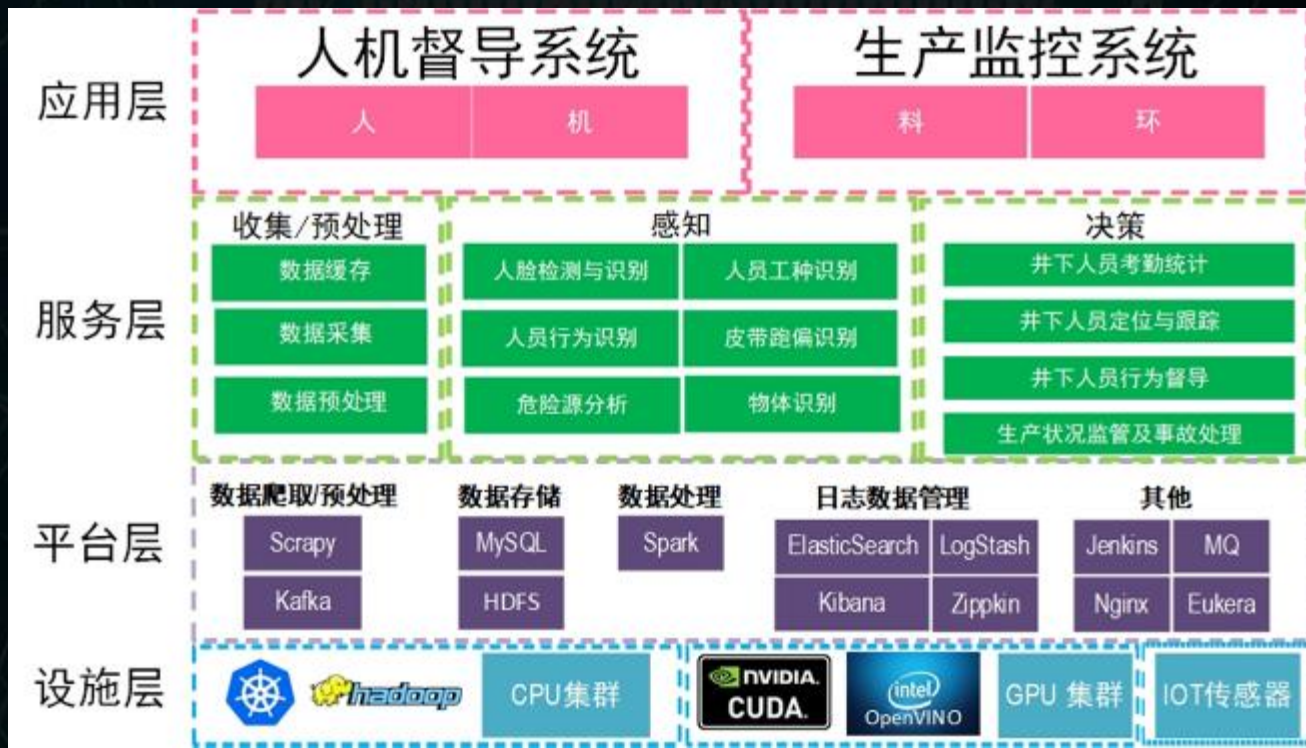 应用层
人机督导系统
人
机
生产监控系统
料
环
服务层
收集/预处理
数据缓存
数据采集
数据预处理
感知
人脸检测与识别
人员工种识别
人员行为识别
皮带跑偏识别
危险源分析
物体识别
决策
井下人员考勤统计
井下人员定位与跟踪
井下人员行为督导
生产状况监管及事故处理
平台层
数据爬取/预处理
Scrapy
Kafka
数据存储
MySQL
HDFS
数据处理
Spark
日志数据管理
ElasticSearch
LogStash
Kibana
Zippkin
其他
Jenkins
MQ
Nginx
Eukera
设施层
hadoop
CPU集群
NVIDIA.
CUDA.
intel
OpenVINO
GPU 集群
IOT传感器